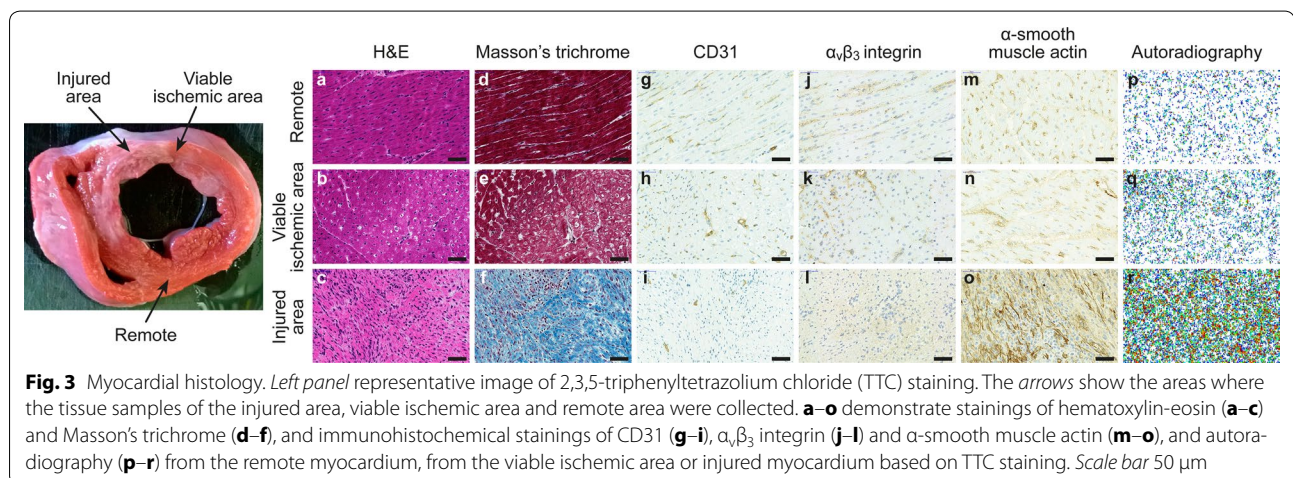 H&E
Masson's trichrome
CD31
αvβ3 integrin
α-smooth
muscle actin
Autoradiography
Injured
area
Viable
ischemic area
Remote
Remote
Viable
ischemic area
Injured
area
a
d
g
j
m
p
b
e
h
k
n
q
c
f
i
l
o
r
Fig. 3 Myocardial histology. Left panel representative image of 2,3,5-triphenyltetrazolium chloride (TTC) staining. The arrows show the areas where
the tissue samples of the injured area, viable ischemic area and remote area were collected. a–o demonstrate stainings of hematoxylin-eosin (a–c)
and Masson's trichrome (d–f), and immunohistochemical stainings of CD31 (g–i), αvβ3 integrin (j–l) and α-smooth muscle actin (m–o), and autora-
diography (p–r) from the remote myocardium, from the viable ischemic area or injured myocardium based on TTC staining. Scale bar 50 μm